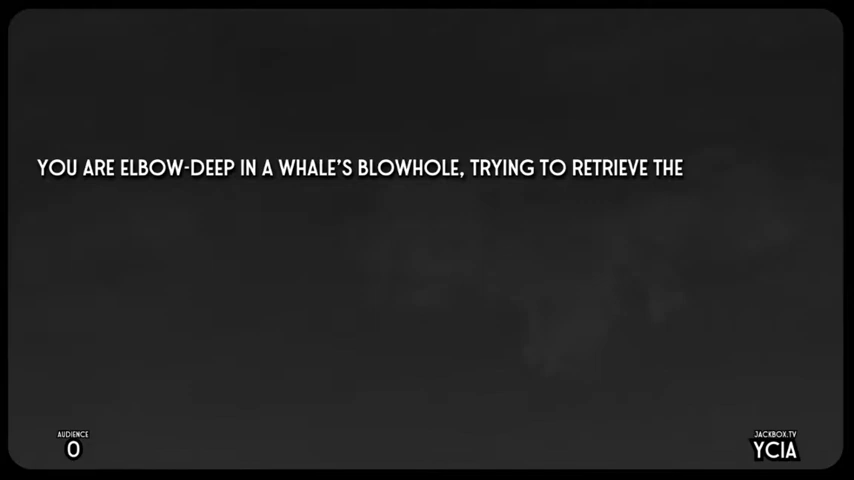 YOU ARE ELBOW-DEEP IN A WHALE'S BLOWHOLE, TRYING TO RETRIEVE THE
AUDIENCE
0
JACKBOX.TV
YCIA